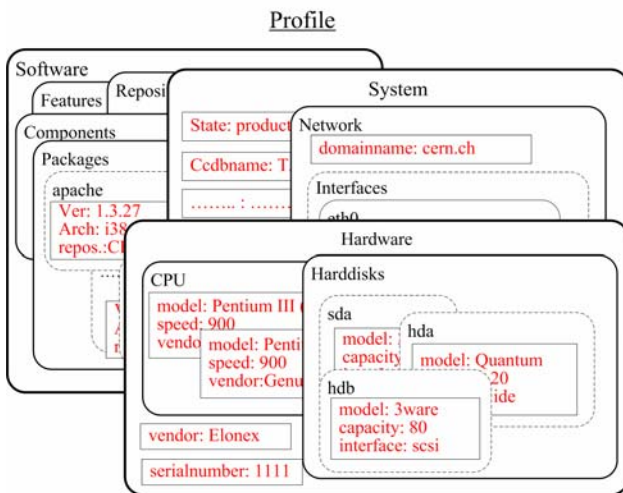 Profile
Software
Features
Reposi
Components
Packages
apache
Ver: 1.3.27
Arch: i38
repos.:C
System
State: product
Ccdbname: T
........ : ........
Network
domainname: cern.ch
Interfaces
eth0
Hardware
CPU
model: Pentium III (
speed: 900
vendo
model: Penti
speed: 900
vendor:Genu
vendor: Elonex
serialnumber: 1111
Harddisks
sda
model:
capacity
hda
model: Quantum
20
ide
hdb
model: 3ware
capacity: 80
interface: scsi